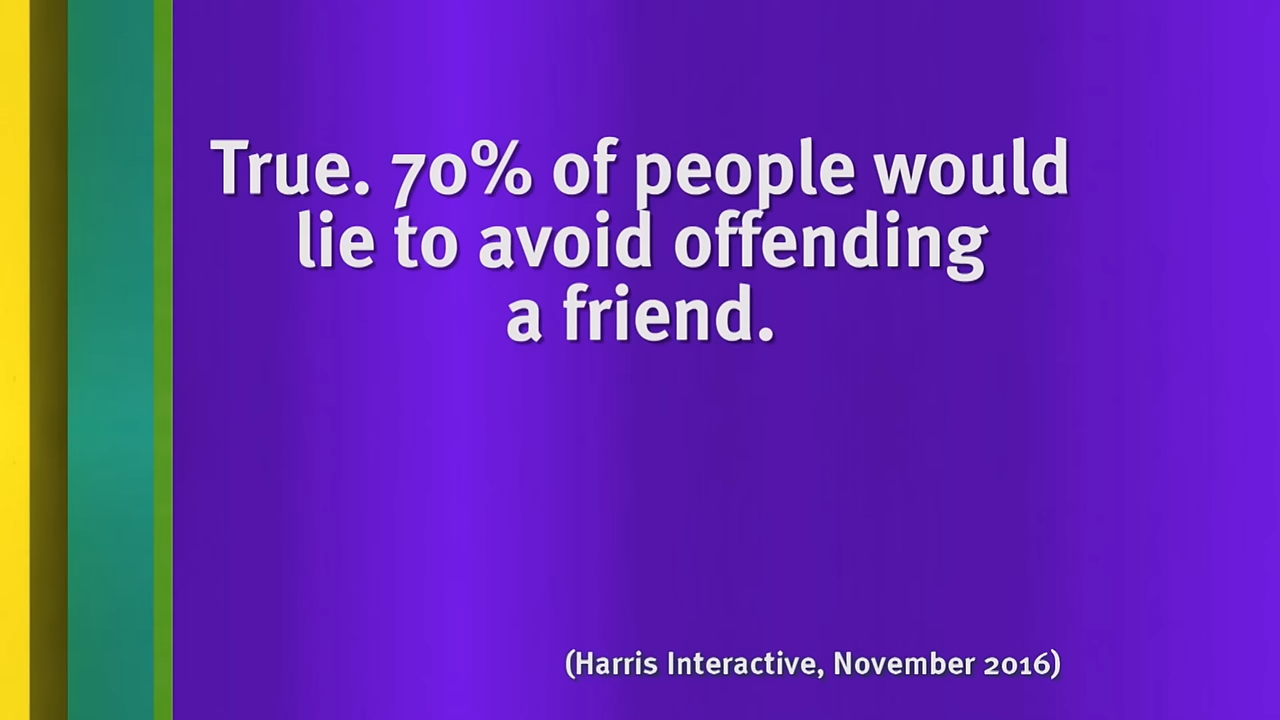 True. 70% of people would
lie to avoid offending
a friend.
(Harris Interactive, November 2016)